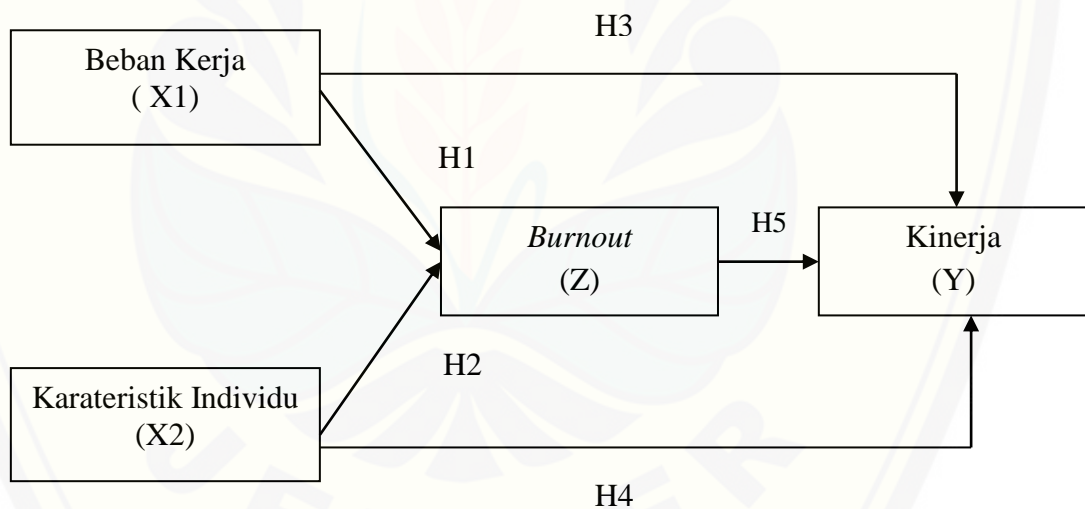 H3
Beban Kerja
( X1)
H1
Burnout
(Z)
H5
Kinerja
(Y)
H2
Karateristik Individu
(X2)
H4